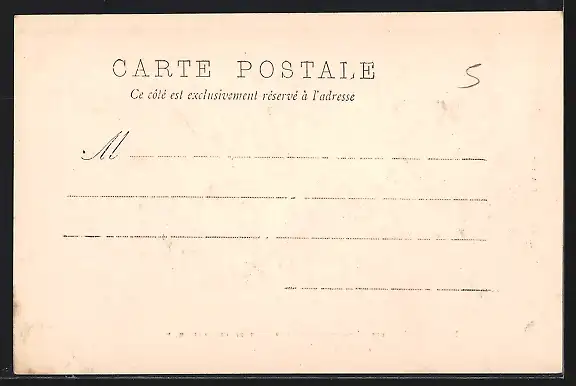 CARTE POSTALE
5
Ce côté est exclusivement réservé à l'adresse
M